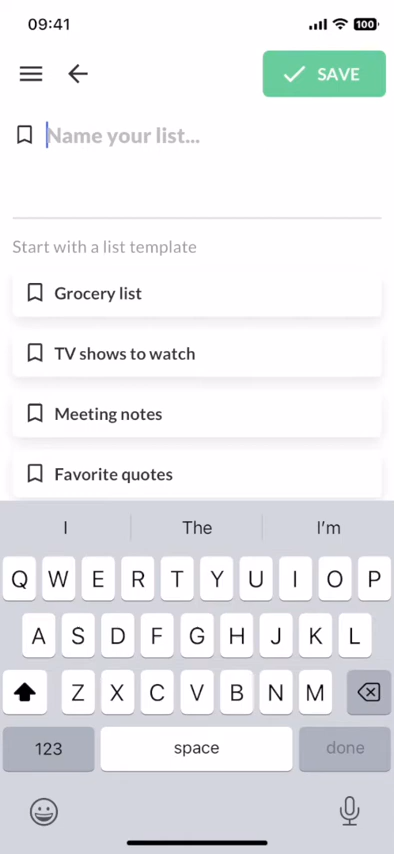 09:41
100
SAVE
Name your list...
Start with a list template
Grocery list
TV shows to watch
Meeting notes
Favorite quotes
I The I'm
Q W E R T Y U I O P
A S D F G H J K L
Z X C V B N M
123 space done